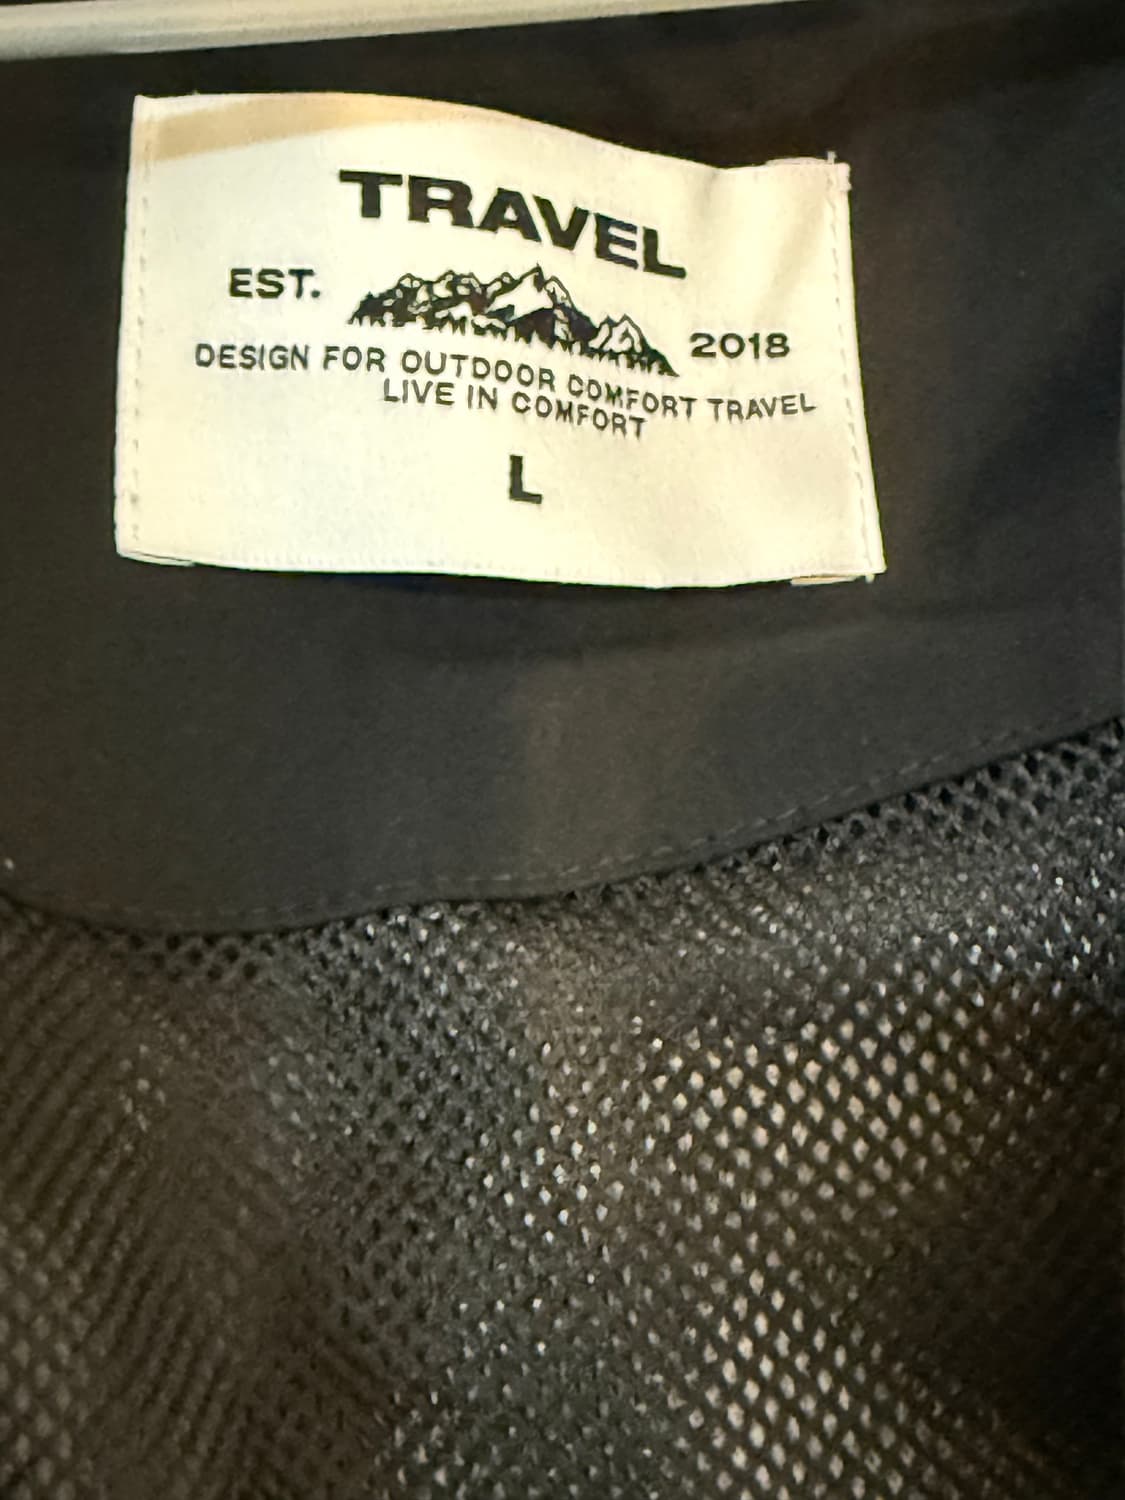 TRAVEL
EST. 2018
DESIGN FOR OUTDOOR COMFORT TRAVEL
LIVE IN COMFORT
L